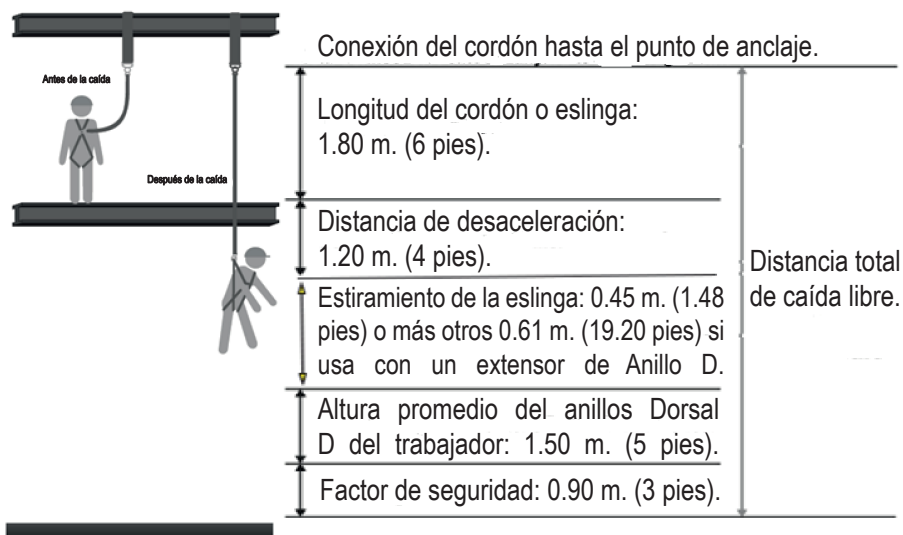 Conexión del cordón hasta el punto de anclaje.
Antes de la caída
Longitud del cordón o eslinga:
1.80 m. (6 pies).
Después de la caída
Distancia de desaceleración:
1.20 m. (4 pies).
Distancia total
de caída libre.
Estiramiento de la eslinga: 0.45 m. (1.48
pies) o más otros 0.61 m. (19.20 pies) si
usa con un extensor de Anillo D.
Altura promedio del anillos Dorsal
D del trabajador: 1.50 m. (5 pies).
Factor de seguridad: 0.90 m. (3 pies).